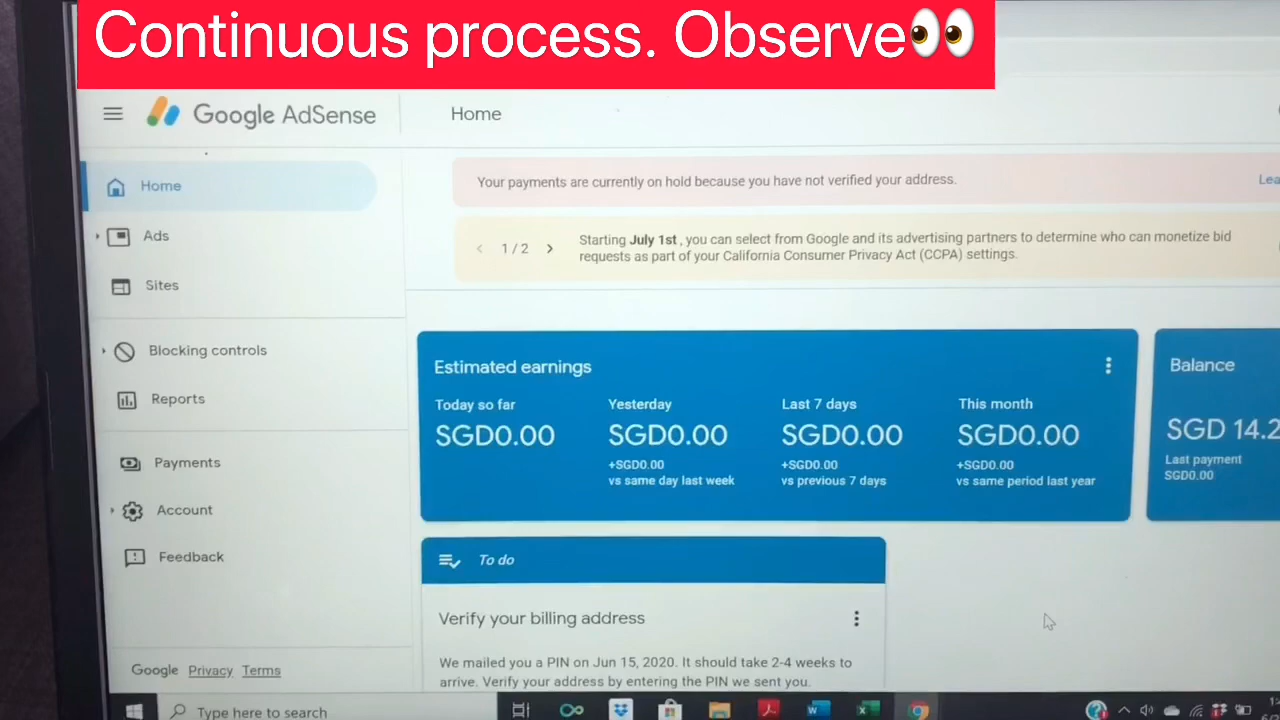 Continuous process. Observe👀
Google AdSense
Home
Home
Your payments are currently on hold because you have not verified your address.
Ads
1 / 2
Starting July 1st , you can select from Google and its advertising partners to determine who can monetize bid
requests as part of your California Consumer Privacy Act (CCPA) settings.
Sites
Blocking controls
Reports
Payments
Account
Feedback
Estimated earnings
Today so far
SGD0.00
Yesterday
SGD0.00
+SGD0.00
vs same day last week
Last 7 days
SGD0.00
+SGD0.00
vs previous 7 days
This month
SGD0.00
+SGD0.00
vs same period last year
Balance
SGD 14.2
Last payment
SGD0.00
To do
Verify your billing address
We mailed you a PIN on Jun 15, 2020. It should take 2-4 weeks to
arrive. Verify your address by entering the PIN we sent you.
Google Privacy Terms
Type here to search